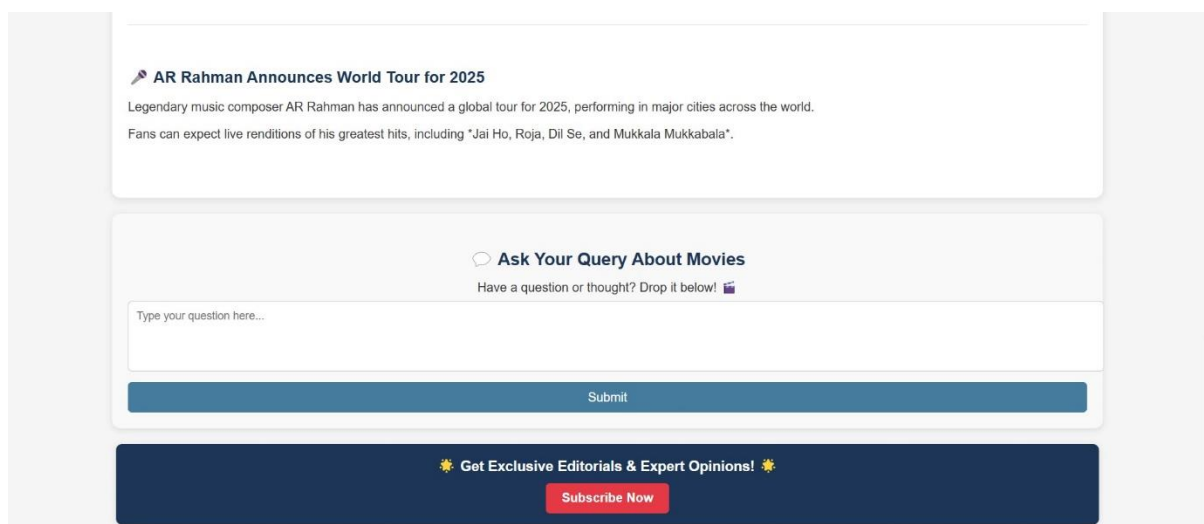 🎤 AR Rahman Announces World Tour for 2025
Legendary music composer AR Rahman has announced a global tour for 2025, performing in major cities across the world.
Fans can expect live renditions of his greatest hits, including *Jai Ho, Roja, Dil Se, and Mukkala Mukkabala*.
💬 Ask Your Query About Movies
Have a question or thought? Drop it below! 🎬
Type your question here...
Submit
🌟 Get Exclusive Editorials & Expert Opinions! 🌟
Subscribe Now